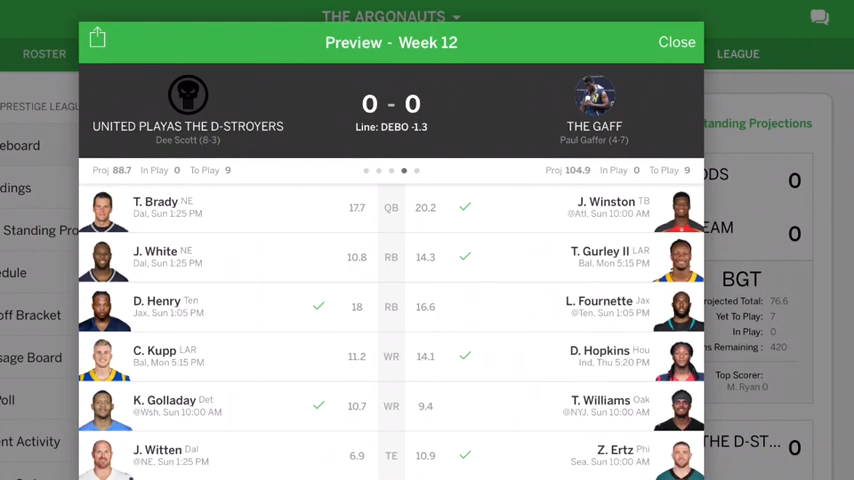 THE ARGONAUTS
Preview - Week 12
Close
ROSTER
LEAGUE
0 - 0
Line: DEBO -1.3
UNITED PLAYAS THE D-STROYERS
Dee Scott (8-3)
THE GAFF
Paul Gaffer (4-7)
Proj 88.7 In Play 0 To Play 9
Proj 104.9 In Play 0 To Play 9
T. Brady NE
Dal, Sun 1:25 PM
17.7 QB 20.2
J. Winston TB
@Atl, Sun 10:00 AM
J. White NE
Dal, Sun 1:25 PM
10.8 RB 14.3
T. Gurley II LAR
Bal, Mon 5:15 PM
D. Henry Ten
Jax, Sun 1:05 PM
18 RB 16.6
L. Fournette Jax
@Ten, Sun 1:05 PM
C. Kupp LAR
Bal, Mon 5:15 PM
11.2 WR 14.1
D. Hopkins Hou
Ind, Thu 5:20 PM
K. Golladay Det
@Wsh, Sun 10:00 AM
10.7 WR 9.4
T. Williams Oak
@NYJ, Sun 10:00 AM
J. Witten Dal
@NE, Sun 1:25 PM
6.9 TE 10.9
Z. Ertz Phi
Sea, Sun 10:00 AM
PRESTIGE LEAGU
eboard
dings
Standing Pro
edule
off Bracket
sage Board
Poll
ent Activity
tanding Projections
ODS 0
EAM 0
BGT
rojected Total: 76.6
Yet To Play: 7
In Play: 0
ns Remaining : 420
Top Scorer:
M. Ryan 0
THE D-ST... 0